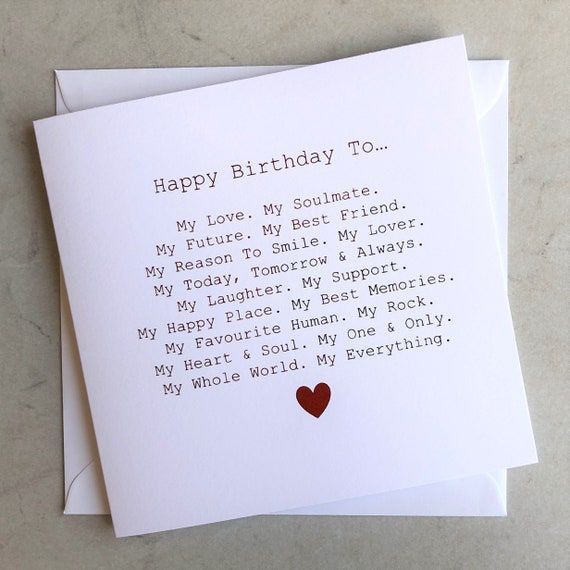 Happy Birthday To...
My Love. My Soulmate.
My Future. My Best Friend.
My Reason To Smile. My Lover.
My Today, Tomorrow & Always.
My Laughter. My Support.
My Happy Place. My Best Memories.
My Favourite Human. My Rock.
My Heart & Soul. My One & Only.
My Whole World. My Everything.